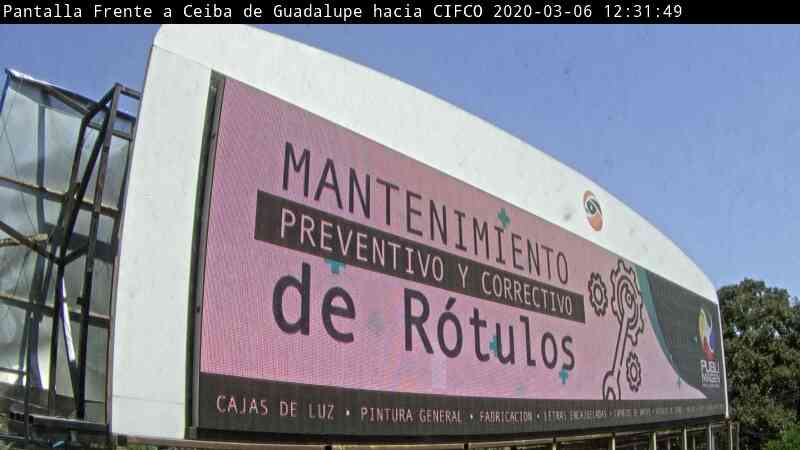 Pantalla Frente a Ceiba de Guadalupe hacia CIFCO 2020-03-06 12:31:49
MANTENIMIENTO
PREVENTIVO Y CORRECTIVO
de Rótulos
PUBLI
IMAGEN
CAJAS DE LUZ • PINTURA GENERAL • FABRICACION • LETRAS ENCAJUELADAS